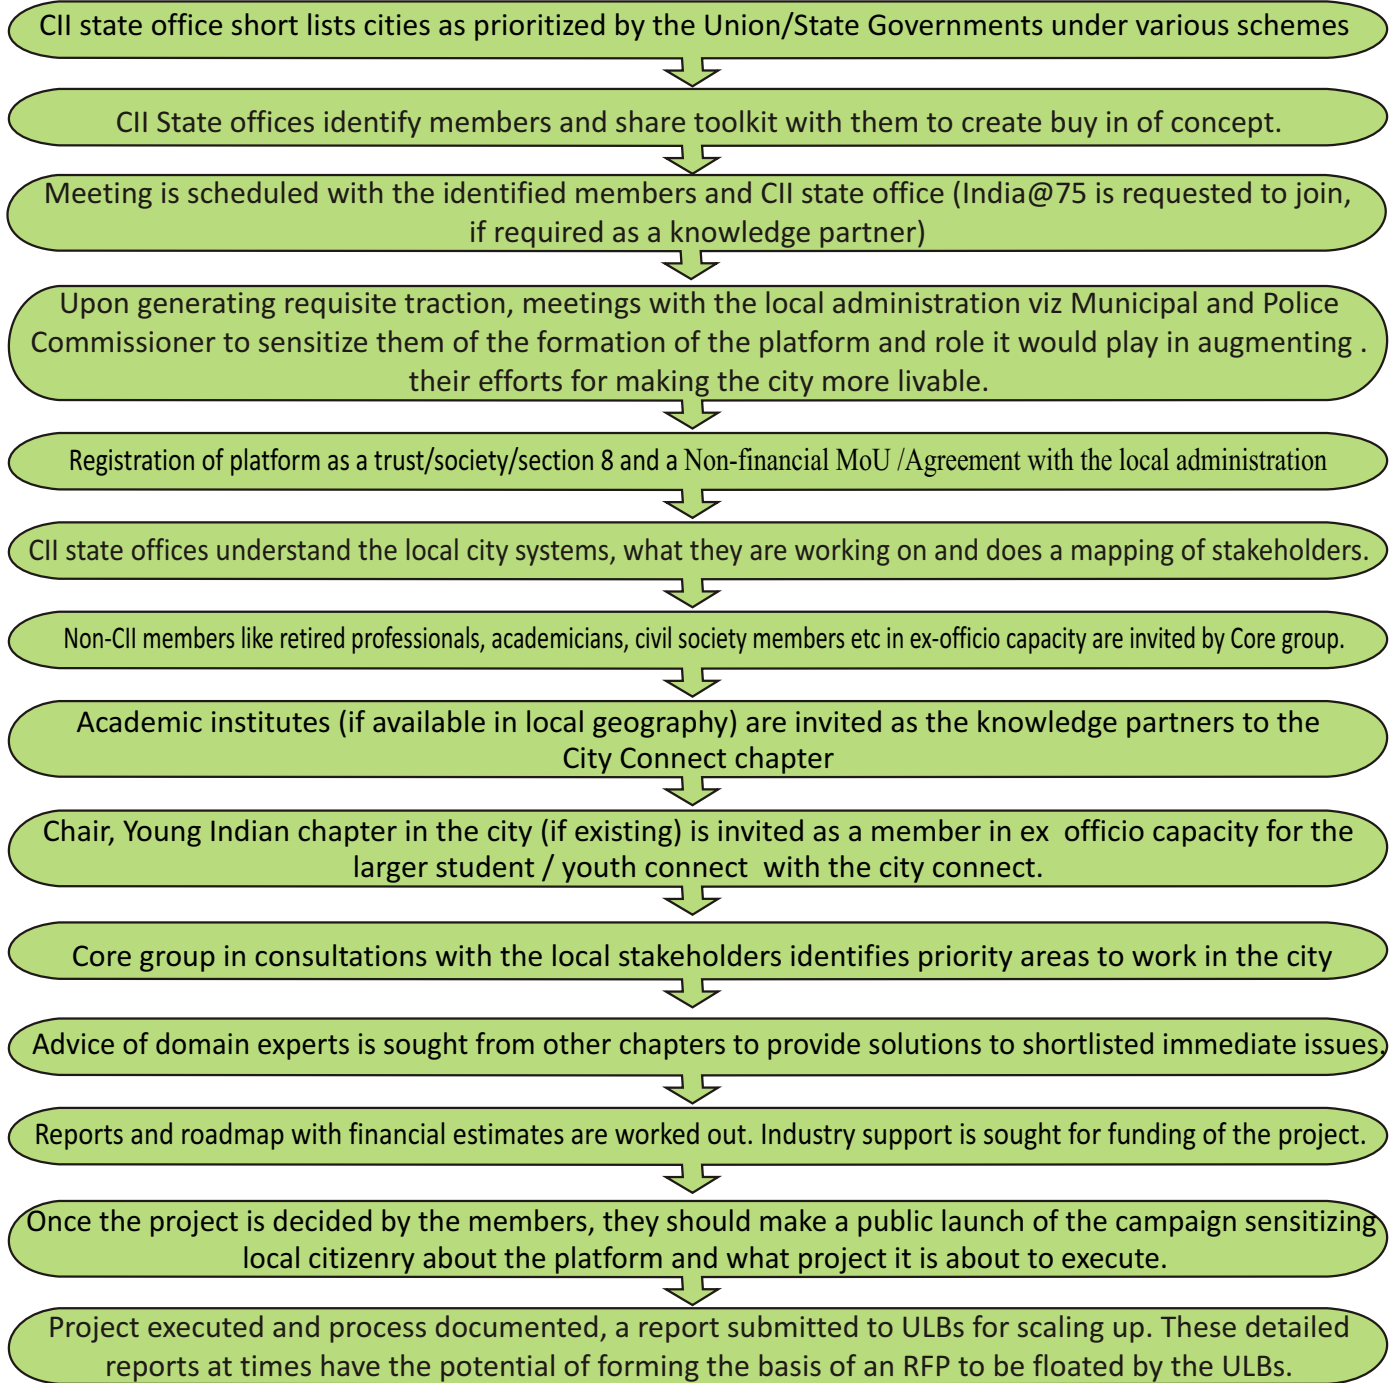 CII state office short lists cities as prioritized by the Union/State Governments under various schemes
CII State offices identify members and share toolkit with them to create buy in of concept.
Meeting is scheduled with the identified members and CII state office (India@75 is requested to join,
if required as a knowledge partner)
Upon generating requisite traction, meetings with the local administration viz Municipal and Police
Commissioner to sensitize them of the formation of the platform and role it would play in augmenting .
their efforts for making the city more livable.
Registration of platform as a trust/society/section 8 and a Non-financial MoU /Agreement with the local administration
CII state offices understand the local city systems, what they are working on and does a mapping of stakeholders.
Non-CII members like retired professionals, academicians, civil society members etc in ex-officio capacity are invited by Core group.
Academic institutes (if available in local geography) are invited as the knowledge partners to the
City Connect chapter
Chair, Young Indian chapter in the city (if existing) is invited as a member in ex officio capacity for the
larger student / youth connect with the city connect.
Core group in consultations with the local stakeholders identifies priority areas to work in the city
Advice of domain experts is sought from other chapters to provide solutions to shortlisted immediate issues.
Reports and roadmap with financial estimates are worked out. Industry support is sought for funding of the project.
Once the project is decided by the members, they should make a public launch of the campaign sensitizing
local citizenry about the platform and what project it is about to execute.
Project executed and process documented, a report submitted to ULBs for scaling up. These detailed
reports at times have the potential of forming the basis of an RFP to be floated by the ULBs.